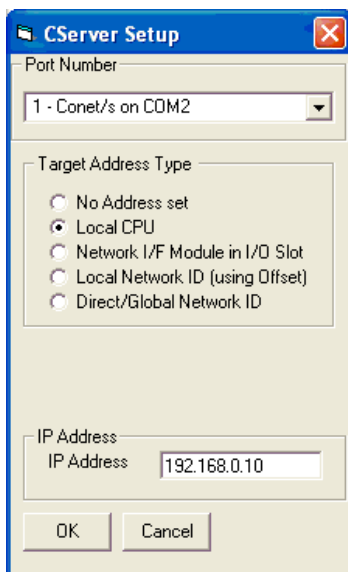 CServer Setup
Port Number
1 - Conet/s on COM2
Target Address Type
No Address set
Local CPU
Network I/F Module in I/O Slot
Local Network ID (using Offset)
Direct/Global Network ID
IP Address
IP Address 192.168.0.10
OK Cancel